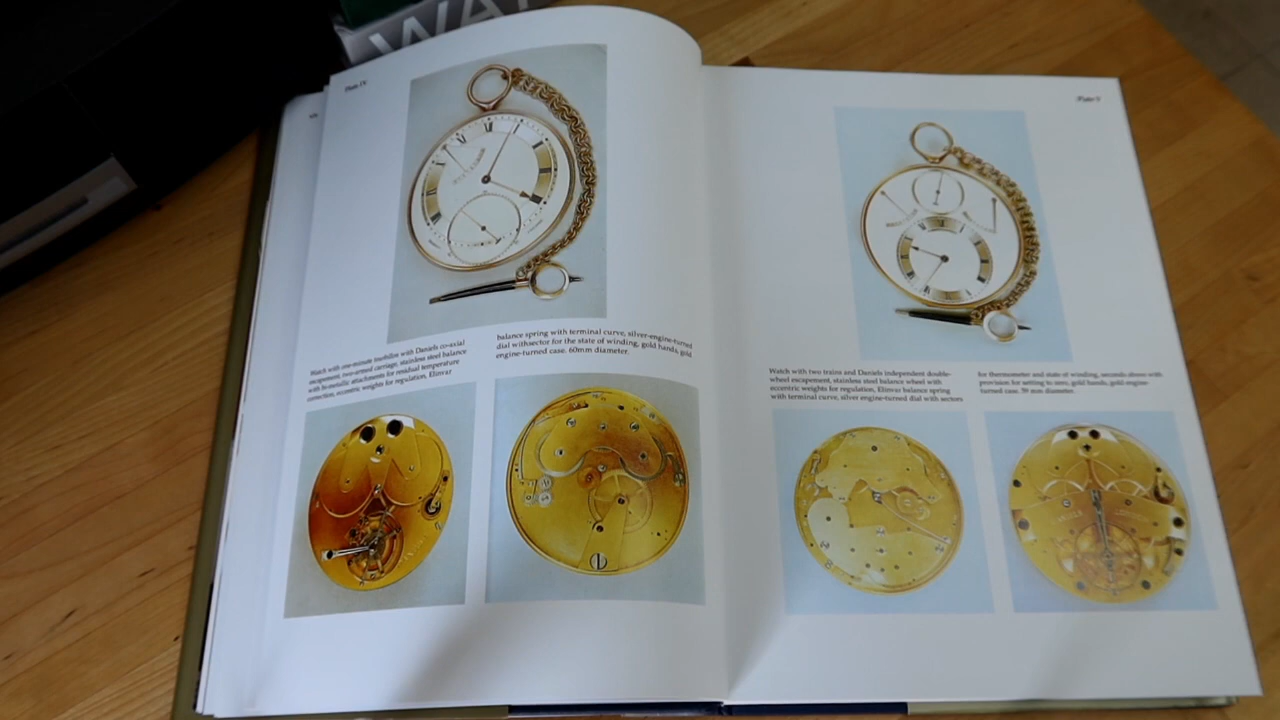 WA
Plate IV
Plate V
Watch with one-minute tourbillon with Daniels co-axial
escapement, two-armed carriage, stainless steel balance
with bi-metallic attachments for residual temperature
correction, eccentric weights for regulation, Elinvar
balance spring with terminal curve, silver-engine-turned
dial withsector for the state of winding, gold hands, gold
engine-turned case. 60mm diameter.
Watch with two trains and Daniels independent double-
wheel escapement, stainless steel balance wheel with
eccentric weights for regulation, Elinvar balance spring
with terminal curve, silver engine-turned dial with sectors
for thermometer and state of winding, seconds above with
provision for setting to zero, gold hands, gold engine-
turned case. 59 mm diameter.